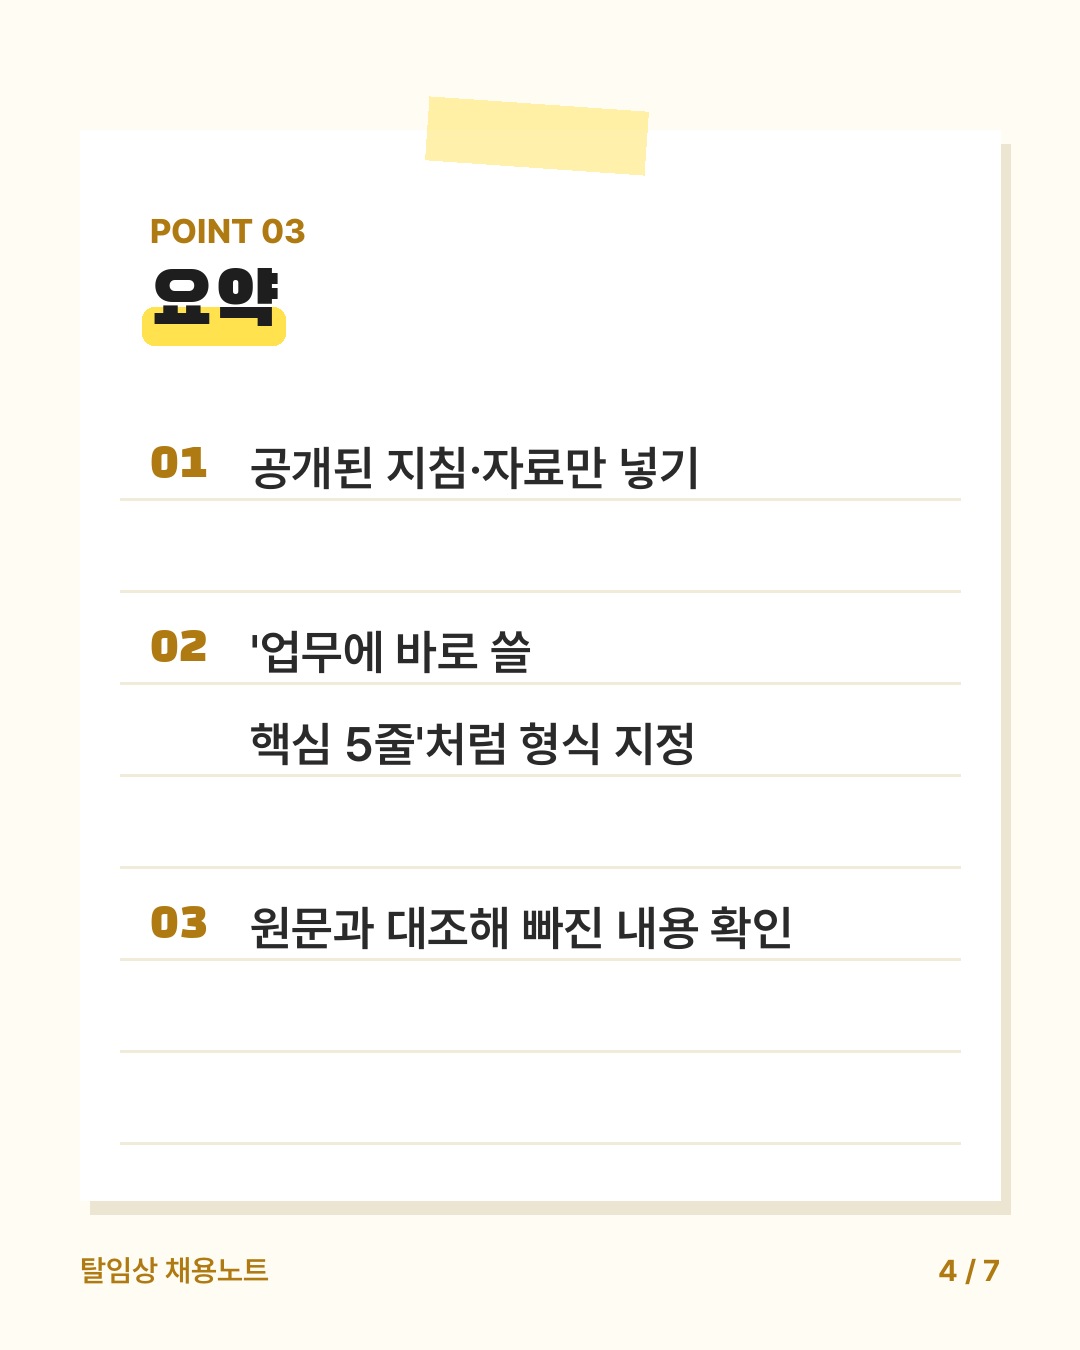 POINT 03
요약
01 공개된 지침·자료만 넣기
02 '업무에 바로 쓸
핵심 5줄'처럼 형식 지정
03 원문과 대조해 빠진 내용 확인
탈임상 채용노트
4 / 7